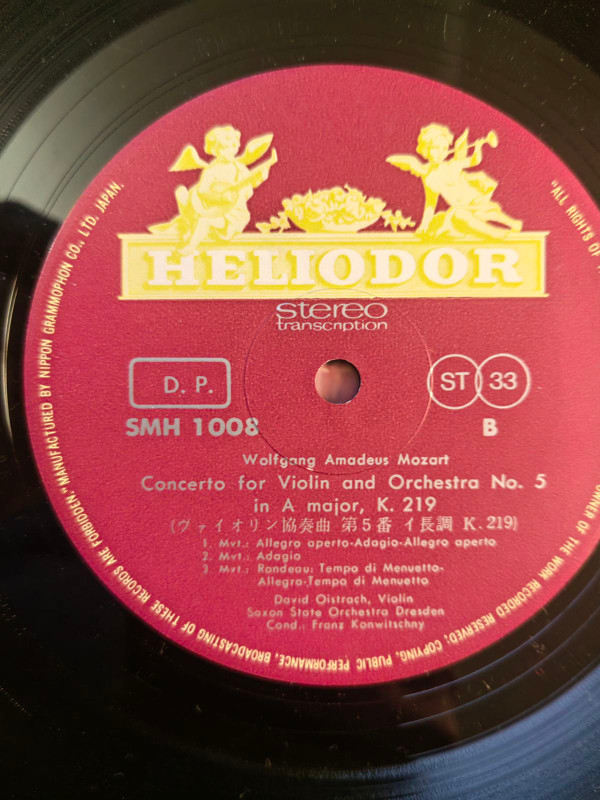 HELIODOR
stereo
transcription
D. P.
ST 33
SMH 1008
B
Wolfgang Amadeus Mozart
Concerto for Violin and Orchestra No. 5
in A major, K. 219
(ヴァイオリン協奏曲 第5番 イ長調 K. 219)
1. Mvt.: Allegro aperto-Adagio-Allegro aperto
2. Mvt.: Adagio
3 Mvt.: Rondeau: Tempo di Menuetto-
Allegro-Tempo di Menuetto
David Oistrach, Violin
Saxon State Orchestra Dresden
Cond.: Franz Konwitschny
"ALL RIGHTS OF
OWNER OF THE WORK RECORDED RESERVED; COPYING, PUBLIC PERFORMANCE, BROADCASTING OF THESE RECORDS ARE FORBIDDEN." MANUFACTURED BY NIPPON GRAMMOPHON CO., LTD. JAPAN.